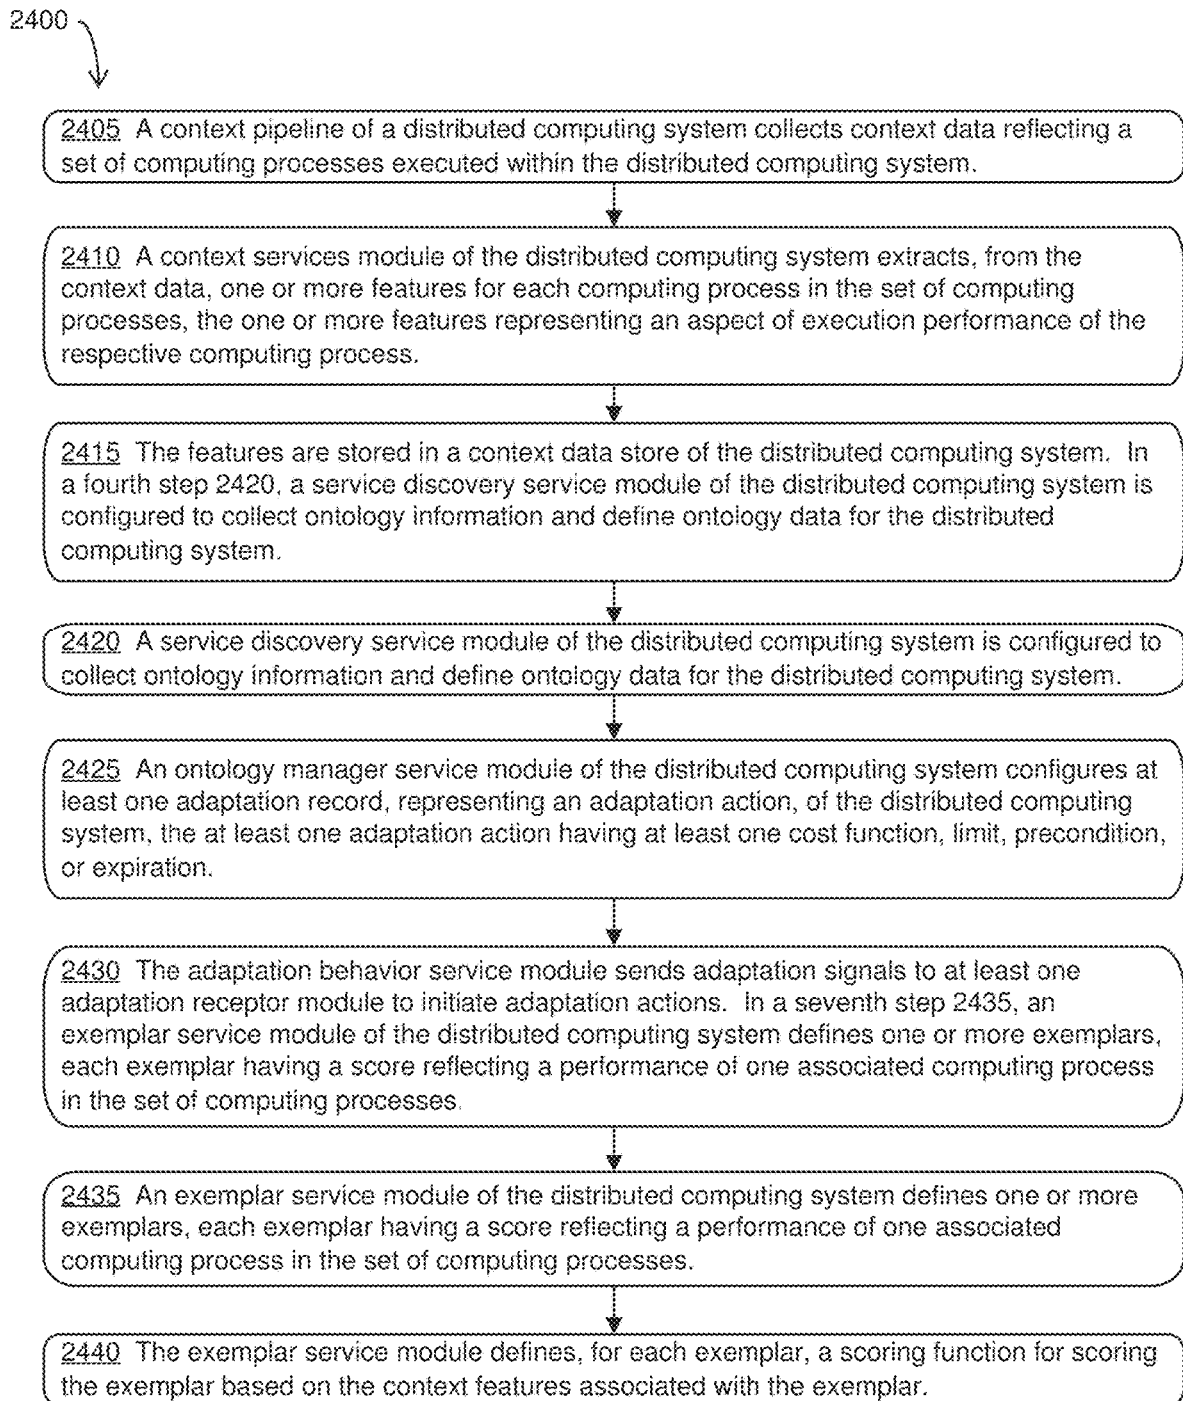 2400
2405 A context pipeline of a distributed computing system collects context data reflecting a
set of computing processes executed within the distributed computing system.
2410 A context services module of the distributed computing system extracts, from the
context data, one or more features for each computing process in the set of computing
processes, the one or more features representing an aspect of execution performance of the
respective computing process.
2415 The features are stored in a context data store of the distributed computing system. In
a fourth step 2420, a service discovery service module of the distributed computing system is
configured to collect ontology information and define ontology data for the distributed
computing system.
2420 A service discovery service module of the distributed computing system is configured to
collect ontology information and define ontology data for the distributed computing system.
2425 An ontology manager service module of the distributed computing system configures at
least one adaptation record, representing an adaptation action, of the distributed computing
system, the at least one adaptation action having at least one cost function, limit, precondition,
or expiration.
2430 The adaptation behavior service module sends adaptation signals to at least one
adaptation receptor module to initiate adaptation actions. In a seventh step 2435, an
exemplar service module of the distributed computing system defines one or more exemplars,
each exemplar having a score reflecting a performance of one associated computing process
in the set of computing processes.
2435 An exemplar service module of the distributed computing system defines one or more
exemplars, each exemplar having a score reflecting a performance of one associated
computing process in the set of computing processes.
2440 The exemplar service module defines, for each exemplar, a scoring function for scoring
the exemplar based on the context features associated with the exemplar.